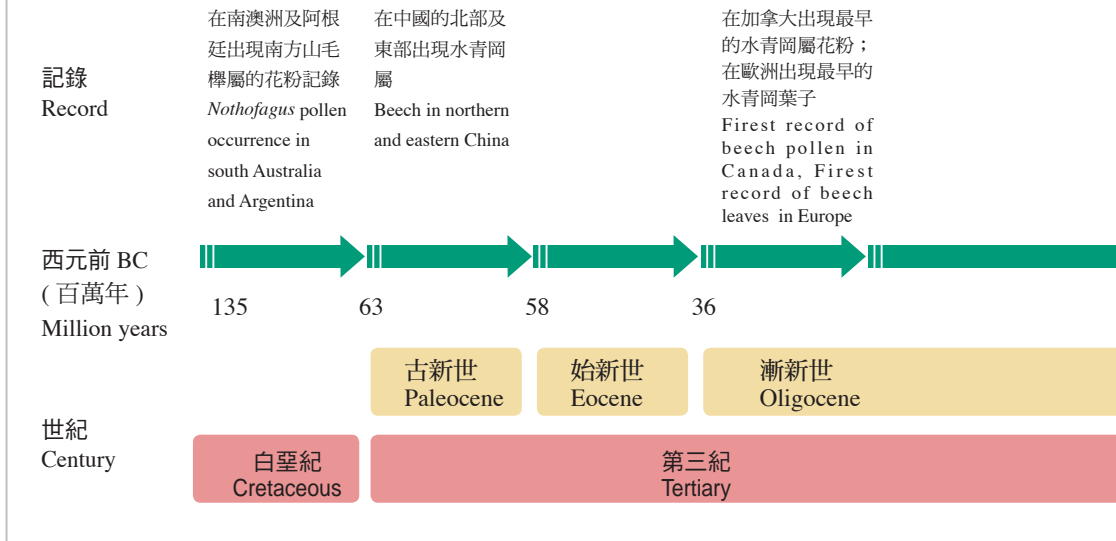 記錄
Record
在南澳洲及阿根
廷出現南方山毛
櫸屬的花粉記錄
Nothofagus pollen
occurrence in
south Australia
and Argentina
在中國的北部及
東部出現水青岡
屬
Beech in northern
and eastern China
在加拿大出現最早
的水青岡屬花粉；
在歐洲出現最早的
水青岡葉子
Firest record of
beech pollen in
Canada, Firest
record of beech
leaves in Europe
西元前 BC
( 百萬年 )
Million years
135
63
58
36
世紀
Century
古新世
Paleocene
始新世
Eocene
漸新世
Oligocene
白堊紀
Cretaceous
第三紀
Tertiary